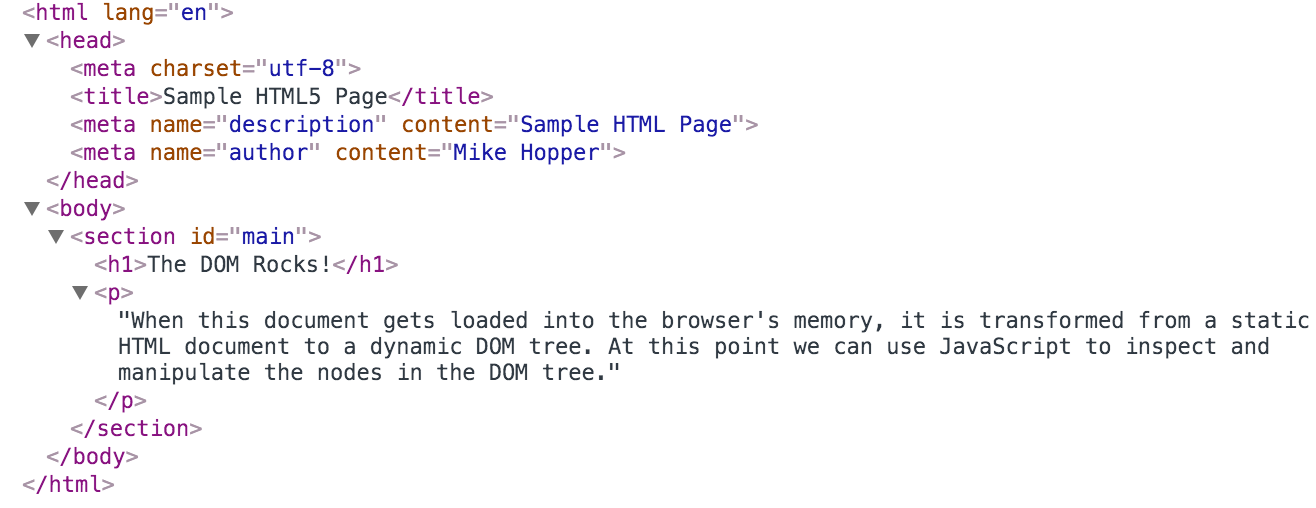 <html lang="en">
<head>
<meta charset="utf-8">
<title>Sample HTML5 Page</title>
<meta name="description" content="Sample HTML Page">
<meta name="author" content="Mike Hopper">
</head>
<body>
<section id="main">
<h1>The DOM Rocks!</h1>
<p>
"When this document gets loaded into the browser's memory, it is transformed from a static
HTML document to a dynamic DOM tree. At this point we can use JavaScript to inspect and
manipulate the nodes in the DOM tree."
</p>
</section>
</body>
</html>